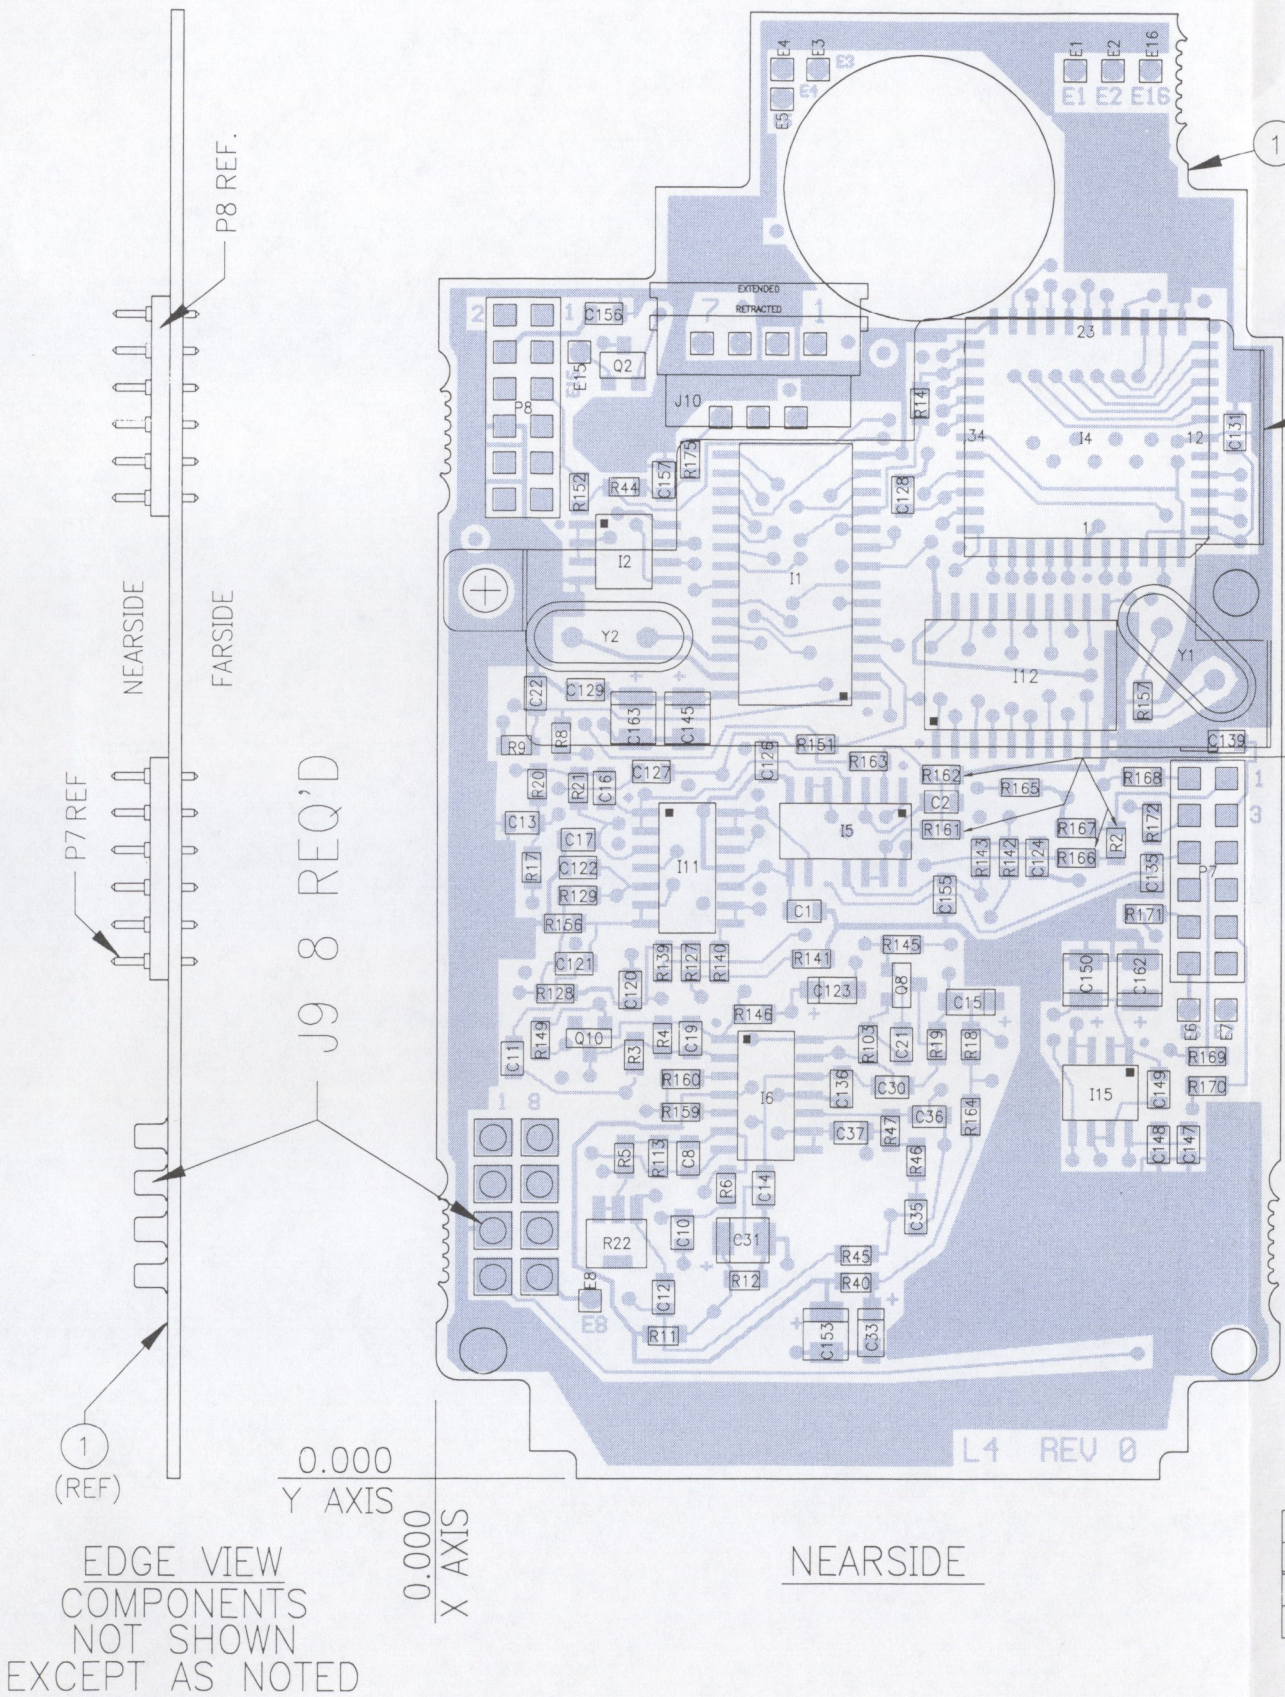 P8 REF.
NEARSIDE
FARSIDE
P7 REF
J9 8 REQ'D
1
(REF)
0.000
Y AXIS
0.000
X AXIS
EDGE VIEW
COMPONENTS
NOT SHOWN
EXCEPT AS NOTED
NEARSIDE
E4 E3 E3
E4
E5
E1 E2 E16
E1 E2 E16
1
EXTENDED
RETRACTED
2 1 C156 7 1
23
Q2
E15
P8
J10
R14
34 I4 12 C131
R175
R152 R44 C157
C128
1
I2
I1
Y2
Y1
I12
C22 C129
R157
C163 C145
R8
R9
R151
C139
C126
R163
R20 R21 C16 C127
R162
R165
R168
1
C2
3
C13
C17
I5
R161
R167
R172
R2
I11
R17
C122
R143 R142 C124
R166
C135
P7
R129
C155
C1
R171
R156
R145
C121
R139 R127 R140
R141
C150 C162
C120
R128
C123
Q8
C15
E6 E7
R146
R149
Q10
R4 C19
R3
C11
R103 C21 R19 R18
R169
R160
I6
C136
C30
I15
C149
R170
1 8
R159
C36
R164
C37 R47
C148 C147
R5 R113 C8
R46
R6 C14
C35
R22
C10
C31
R45
R12
R40
E8
E8
C12
R11
C153 C33
L4 REV 0